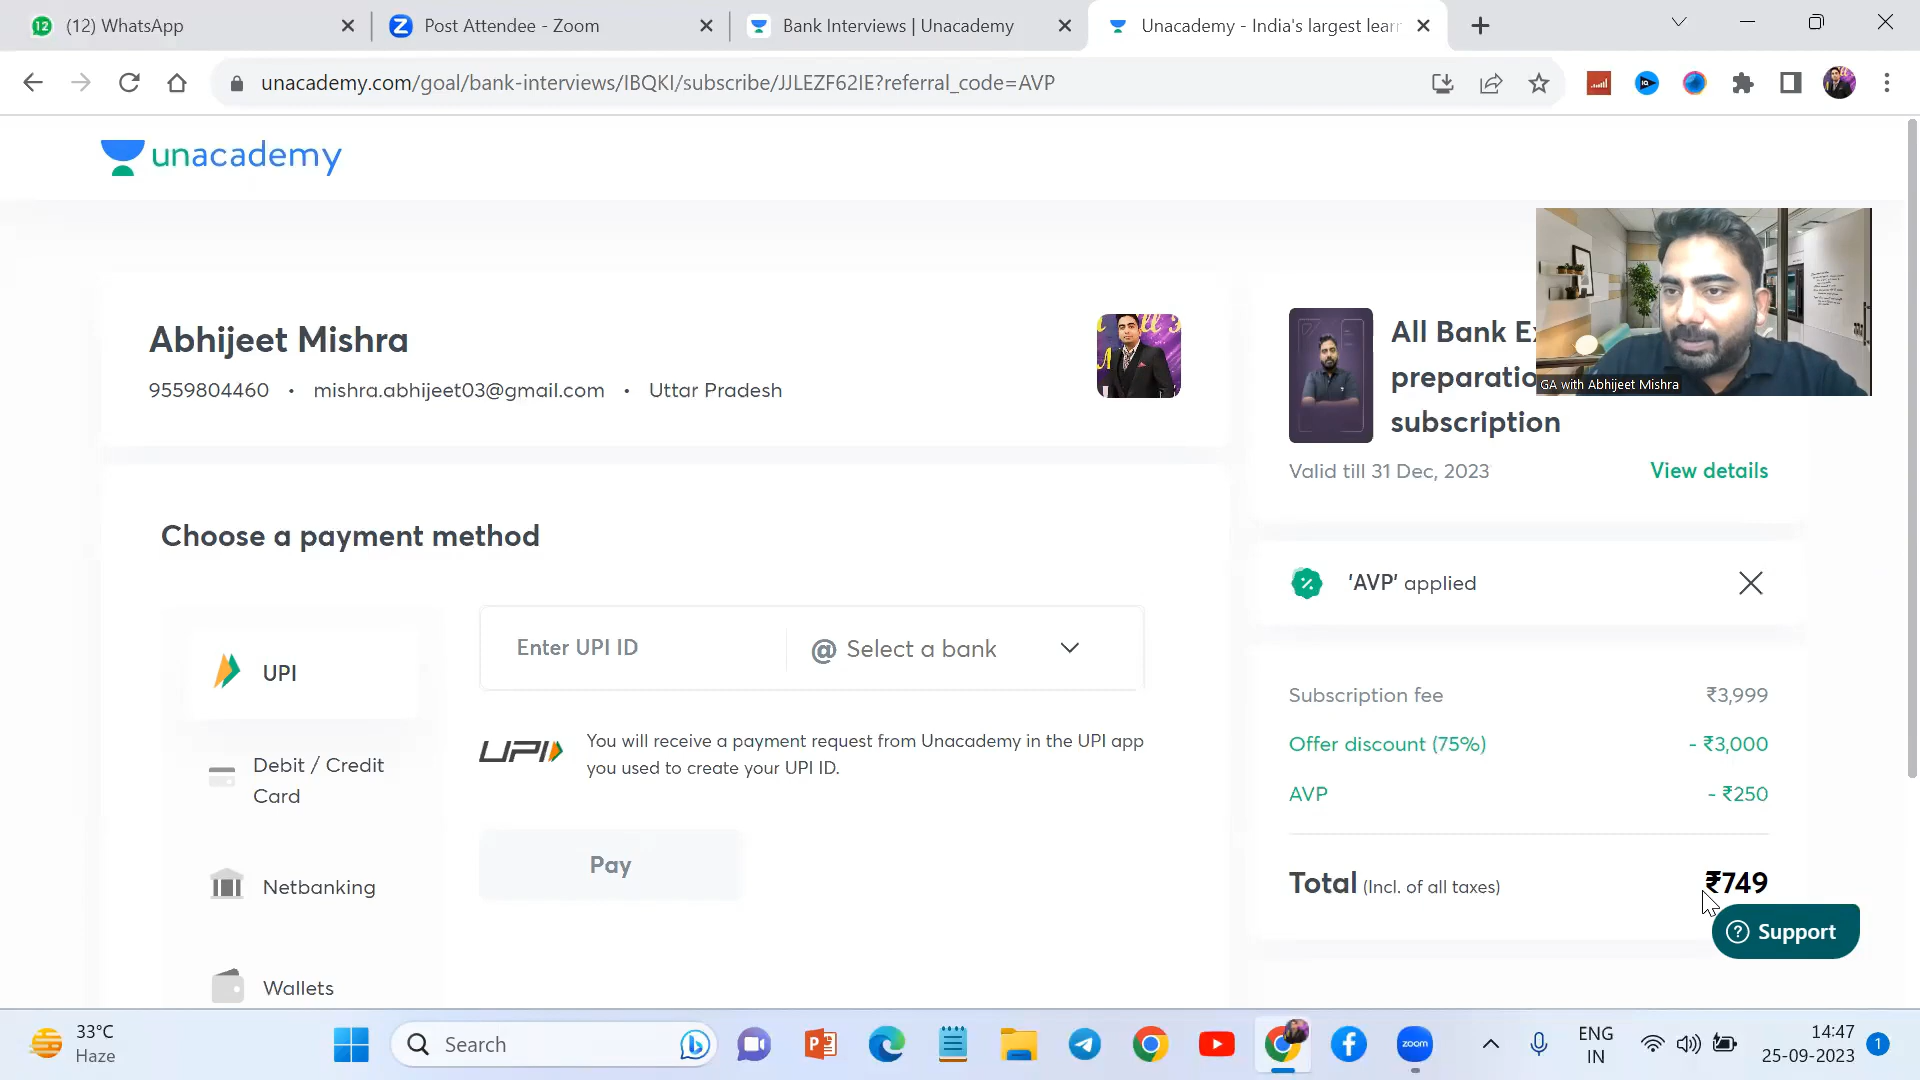 (12) WhatsApp
Post Attendee - Zoom
Bank Interviews | Unacademy
Unacademy - India's largest lear
unacademy.com/goal/bank-interviews/IBQKI/subscribe/JJLEZF62IE?referral_code=AVP
unacademy
Abhijeet Mishra
9559804460 • mishra.abhijeet03@gmail.com • Uttar Pradesh
All Bank Ex
preparatio
subscription
GA with Abhijeet Mishra
Valid till 31 Dec, 2023
View details
Choose a payment method
'AVP' applied
UPI
Enter UPI ID
@ Select a bank
UPI
You will receive a payment request from Unacademy in the UPI app
you used to create your UPI ID.
Debit / Credit
Card
Pay
Netbanking
Wallets
Subscription fee ₹3,999
Offer discount (75%) - ₹3,000
AVP - ₹250
Total (Incl. of all taxes) ₹749
Support
33°C
Haze
Search
zoom
ENG
IN
14:47
25-09-2023
1